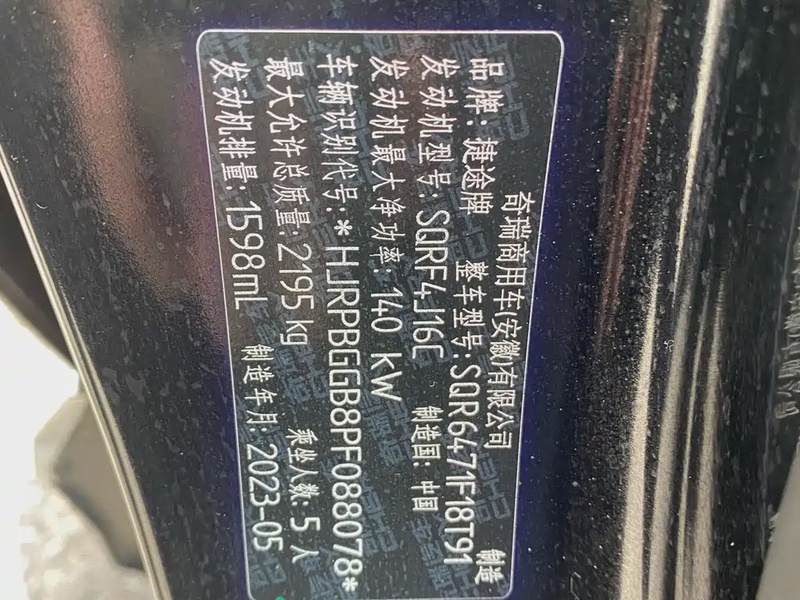 奇瑞商用车(安徽)有限公司 制造
品牌：捷途牌 整车型号：SQR6471F18T91
发动机型号：SQRF4J16C 制造国：中国
发动机最大净功率：140 kW
车辆识别代号：*HJRPBGGB8PF088078*
最大允许总质量：2195 kg 乘坐人数：5 人
发动机排量：1598mL 制造年月：2023-05